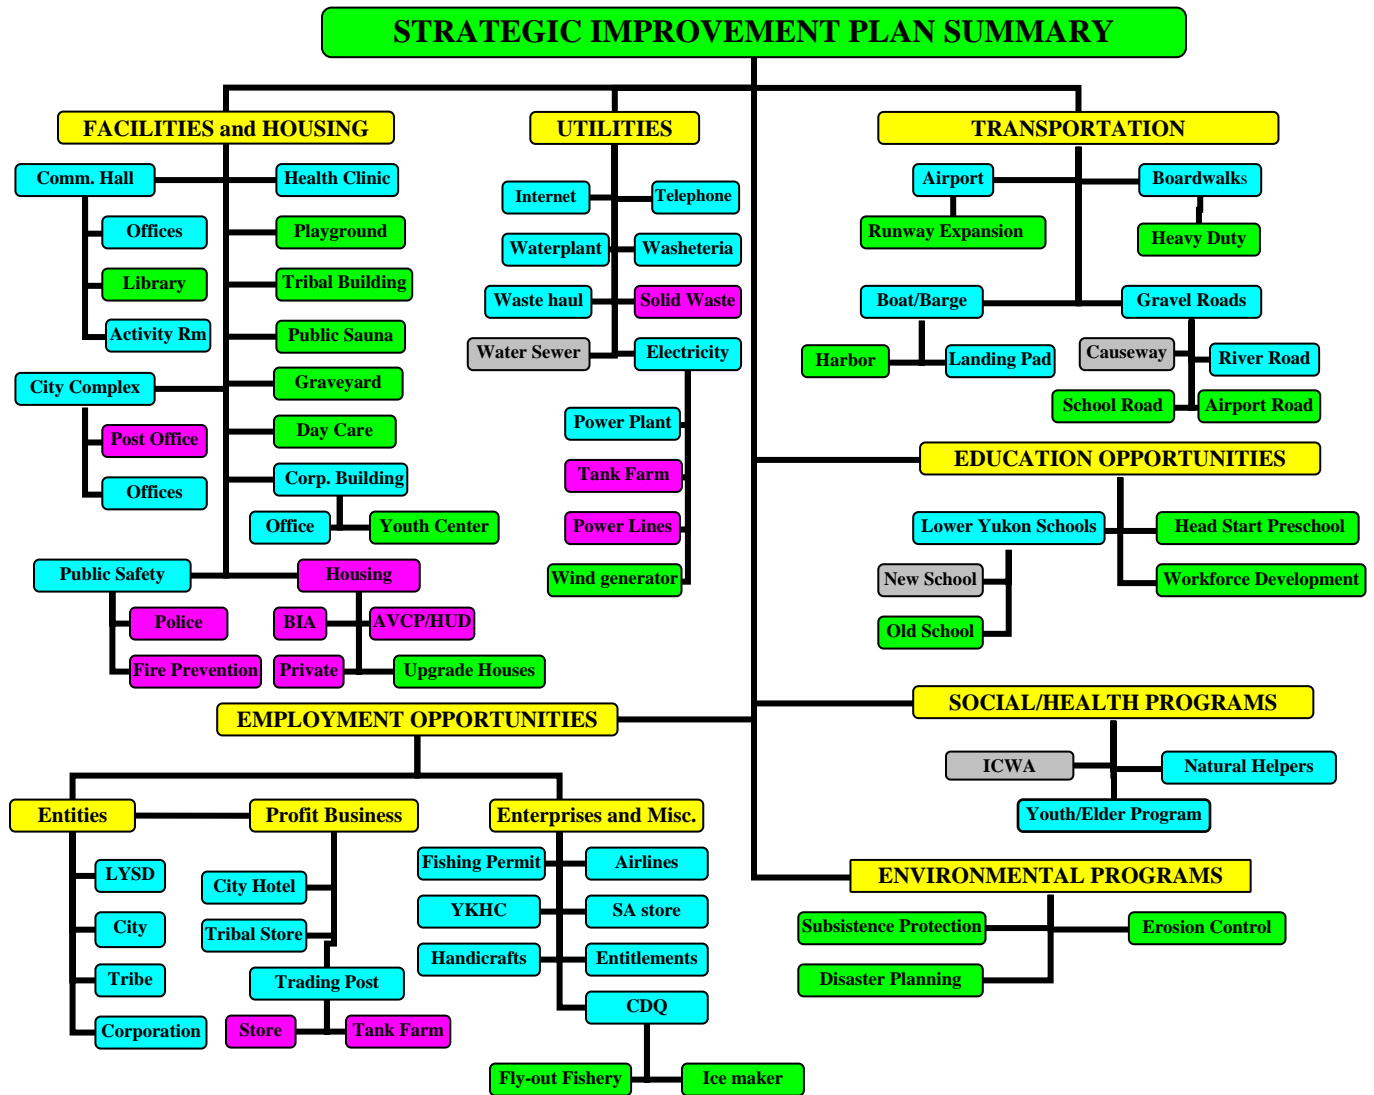 STRATEGIC IMPROVEMENT PLAN SUMMARY
FACILITIES and HOUSING
Comm. Hall
Health Clinic
Offices
Playground
Library
Tribal Building
Activity Rm
Public Sauna
City Complex
Graveyard
Post Office
Day Care
Offices
Corp. Building
Office
Youth Center
Public Safety
Housing
Police
BIA
AVCP/HUD
Fire Prevention
Private
Upgrade Houses
UTILITIES
Internet
Telephone
Waterplant
Washeteria
Waste haul
Solid Waste
Water Sewer
Electricity
Power Plant
Tank Farm
Power Lines
Wind generator
TRANSPORTATION
Airport
Boardwalks
Runway Expansion
Heavy Duty
Boat/Barge
Gravel Roads
Harbor
Landing Pad
Causeway
River Road
School Road
Airport Road
EDUCATION OPPORTUNITIES
Lower Yukon Schools
Head Start Preschool
New School
Workforce Development
Old School
SOCIAL/HEALTH PROGRAMS
ICWA
Natural Helpers
Youth/Elder Program
EMPLOYMENT OPPORTUNITIES
Entities
Profit Business
Enterprises and Misc.
LYSD
City
Tribe
Corporation
City Hotel
Tribal Store
Trading Post
Store
Tank Farm
Fishing Permit
Airlines
YKHC
SA store
Handicrafts
Entitlements
CDQ
Fly-out Fishery
Ice maker
ENVIRONMENTAL PROGRAMS
Subsistence Protection
Erosion Control
Disaster Planning